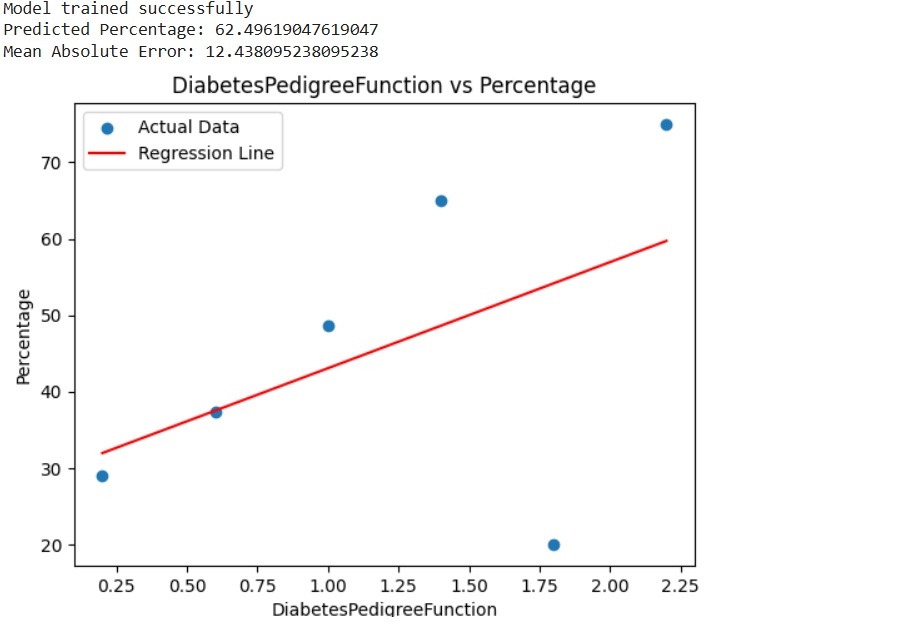 Model trained successfully
Predicted Percentage: 62.49619047619047
Mean Absolute Error: 12.438095238095238
DiabetesPedigreeFunction vs Percentage
Actual Data
Regression Line
Percentage
70
60
50
40
30
20
0.25 0.50 0.75 1.00 1.25 1.50 1.75 2.00 2.25
DiabetesPedigreeFunction